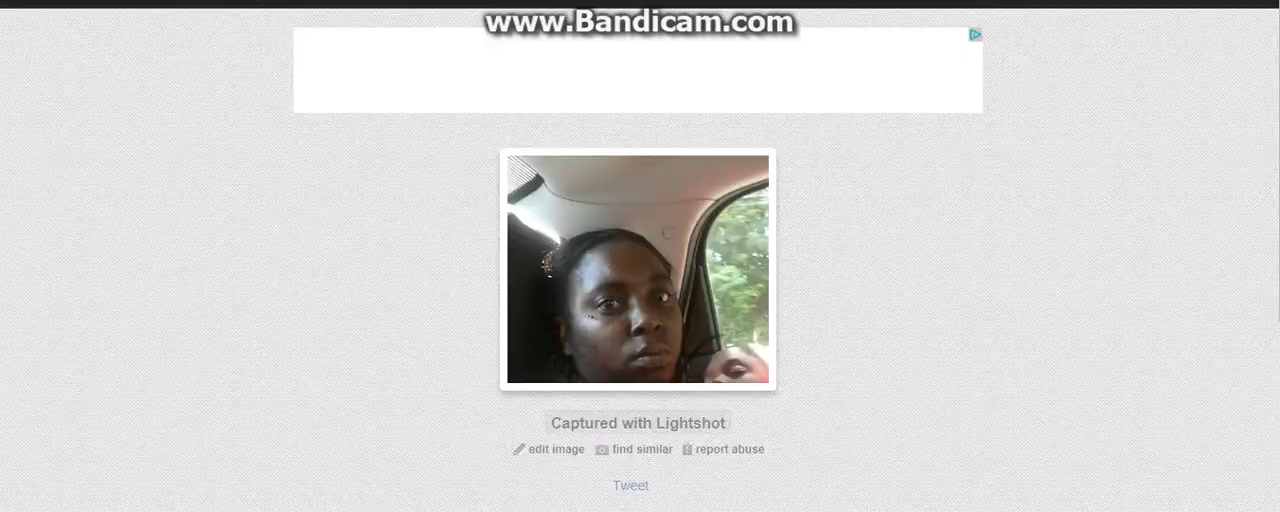 www.Bandicam.com
Captured with Lightshot
edit image find similar report abuse
Tweet